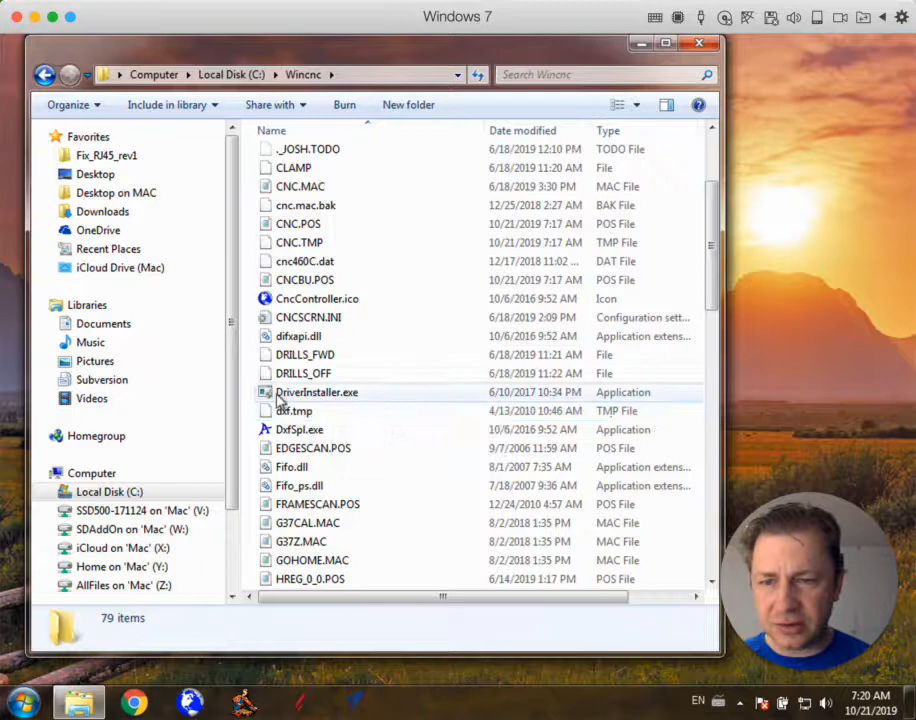 Windows 7
Computer Local Disk (C:) Wincnc
Search Wincnc
Organize Include in library Share with Burn New folder
Name Date modified Type
Favorites
Fix_RJ45_rev1
Desktop
Desktop on MAC
Downloads
OneDrive
Recent Places
iCloud Drive (Mac)
Libraries
Documents
Music
Pictures
Subversion
Videos
Homegroup
Computer
Local Disk (C:)
SSD500-171124 on 'Mac' (V:)
SDAddOn on 'Mac' (W:)
iCloud on 'Mac' (X:)
Home on 'Mac' (Y:)
AllFiles on 'Mac' (Z:)
._JOSH.TODO 6/18/2019 12:10 PM TODO File
CLAMP 6/18/2019 11:20 AM File
CNC.MAC 6/18/2019 3:30 PM MAC File
cnc.mac.bak 12/25/2018 2:27 AM BAK File
CNC.POS 10/21/2019 7:17 AM POS File
CNC.TMP 10/21/2019 7:17 AM TMP File
cnc460C.dat 12/17/2018 11:02 ... DAT File
CNCBU.POS 10/21/2019 7:17 AM POS File
CncController.ico 10/6/2016 9:52 AM Icon
CNCSCRN.INI 6/18/2019 2:09 PM Configuration sett...
difxapi.dll 10/6/2016 9:52 AM Application extens...
DRILLS_FWD 6/18/2019 11:21 AM File
DRILLS_OFF 6/18/2019 11:22 AM File
DriverInstaller.exe 6/10/2017 10:34 PM Application
dxf.tmp 4/13/2010 10:46 AM TMP File
DxfSpl.exe 10/6/2016 9:52 AM Application
EDGESCAN.POS 9/7/2006 11:59 AM POS File
Fifo.dll 8/1/2007 7:35 AM Application extens...
Fifo_ps.dll 7/18/2007 9:36 AM Application extens...
FRAMESCAN.POS 12/24/2010 4:57 AM POS File
G37CAL.MAC 8/2/2018 1:35 PM MAC File
G37Z.MAC 8/2/2018 1:35 PM MAC File
GOHOME.MAC 8/2/2018 1:35 PM MAC File
HREG_0_0.POS 6/14/2019 1:17 PM POS File
79 items
EN
7:20 AM
10/21/2019